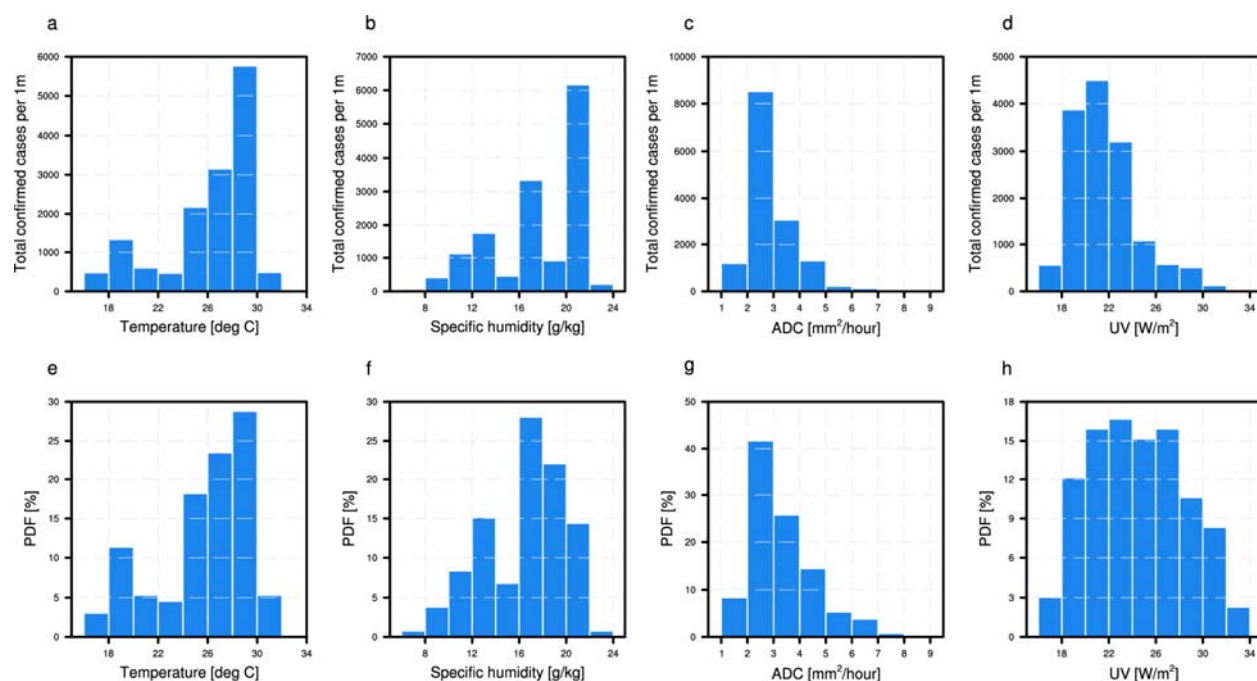 a
b
c
d
Total confirmed cases per 1m
6000
5000
4000
3000
2000
1000
0
18 22 26 30 34
Temperature [deg C]
Total confirmed cases per 1m
7000
6000
5000
4000
3000
2000
1000
0
8 12 16 20 24
Specific humidity [g/kg]
Total confirmed cases per 1m
10000
8000
6000
4000
2000
0
1 2 3 4 5 6 7 8 9
ADC [mm²/hour]
Total confirmed cases per 1m
5000
4000
3000
2000
1000
0
18 22 26 30 34
UV [W/m²]
e
f
g
h
PDF [%]
30
25
20
15
10
5
0
18 22 26 30 34
Temperature [deg C]
PDF [%]
30
25
20
15
10
5
0
8 12 16 20 24
Specific humidity [g/kg]
PDF [%]
50
40
30
20
10
0
1 2 3 4 5 6 7 8 9
ADC [mm²/hour]
PDF [%]
18
15
12
9
6
3
0
18 22 26 30 34
UV [W/m²]